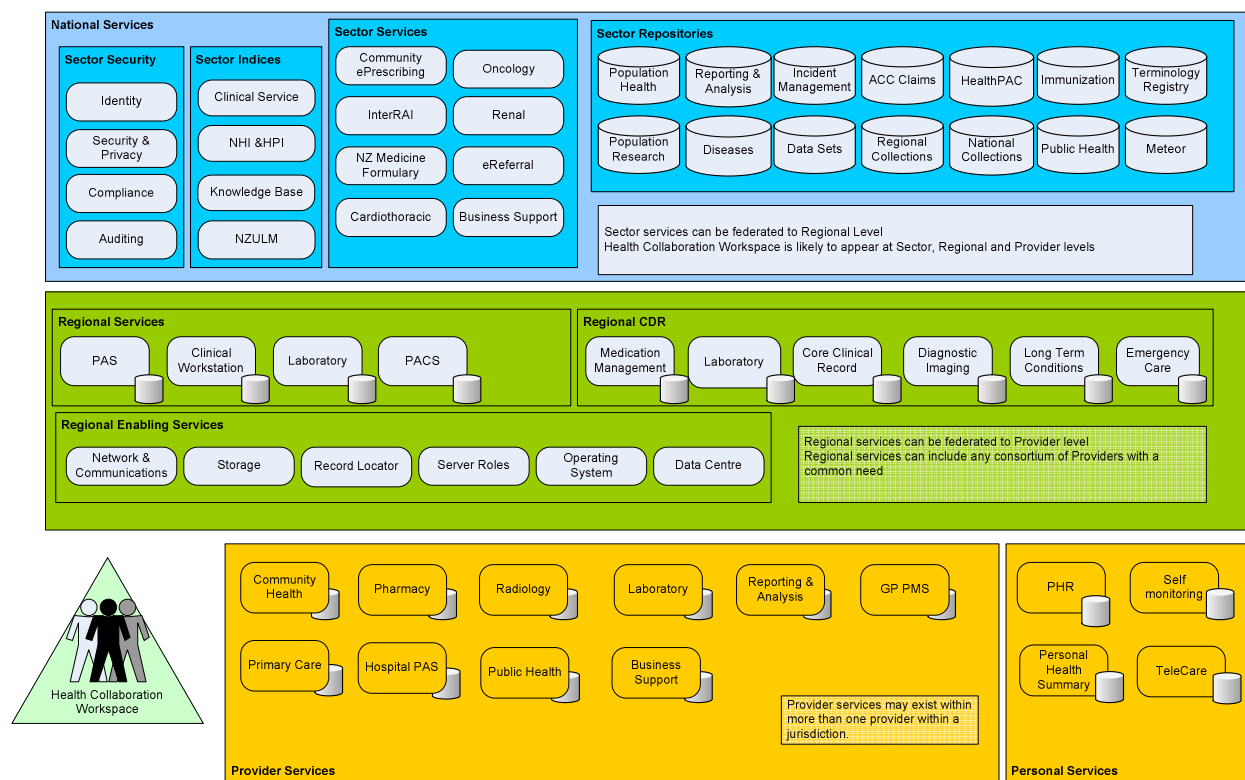 National Services
Sector Security
Identity
Security &
Privacy
Compliance
Auditing
Sector Indices
Clinical Service
NHI &HPI
Knowledge Base
NZULM
Sector Services
Community
ePrescribing
Oncology
InterRAI
Renal
NZ Medicine
Formulary
eReferral
Cardiothoracic
Business Support
Sector Repositories
Population
Health
Reporting &
Analysis
Incident
Management
ACC Claims
HealthPAC
Immunization
Terminology
Registry
Population
Research
Diseases
Data Sets
Regional
Collections
National
Collections
Public Health
Meteor
Sector services can be federated to Regional Level
Health Collaboration Workspace is likely to appear at Sector, Regional and Provider levels
Regional Services
PAS
Clinical
Workstation
Laboratory
PACS
Regional CDR
Medication
Management
Laboratory
Core Clinical
Record
Diagnostic
Imaging
Long Term
Conditions
Emergency
Care
Regional Enabling Services
Network &
Communications
Storage
Record Locator
Server Roles
Operating
System
Data Centre
Regional services can be federated to Provider level
Regional services can include any consortium of Providers with a
common need
Health Collaboration
Workspace
Community
Health
Pharmacy
Radiology
Laboratory
Reporting &
Analysis
GP PMS
Primary Care
Hospital PAS
Public Health
Business
Support
Provider services may exist within
more than one provider within a
jurisdiction.
Provider Services
PHR
Self
monitoring
Personal
Health
Summary
TeleCare
Personal Services